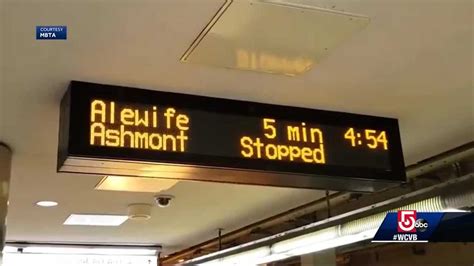 COURTESY
MBTA
Alewife 5 min 4:54
Ashmont Stopped
5 abc
#WCVB